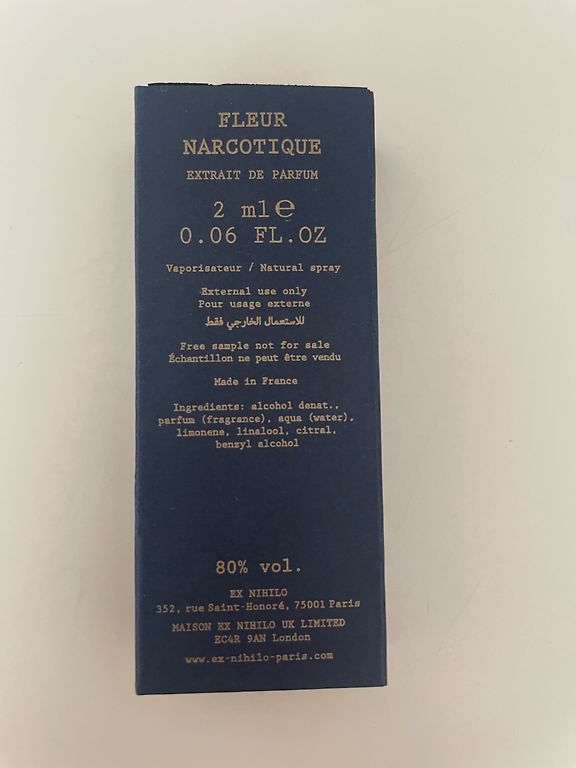 FLEUR
NARCOTIQUE
EXTRAIT DE PARFUM
2 ml℮
0.06 FL.OZ
Vaporisateur / Natural spray
External use only
Pour usage externe
للاستعمال الخارجي فقط
Free sample not for sale
Échantillon ne peut être vendu
Made in France
Ingredients: alcohol denat.,
parfum (fragrance), aqua (water),
limonene, linalool, citral,
benzyl alcohol
80% vol.
EX NIHILO
352, rue Saint-Honoré, 75001 Paris
MAISON EX NIHILO UK LIMITED
EC4R 9AN London
www.ex-nihilo-paris.com